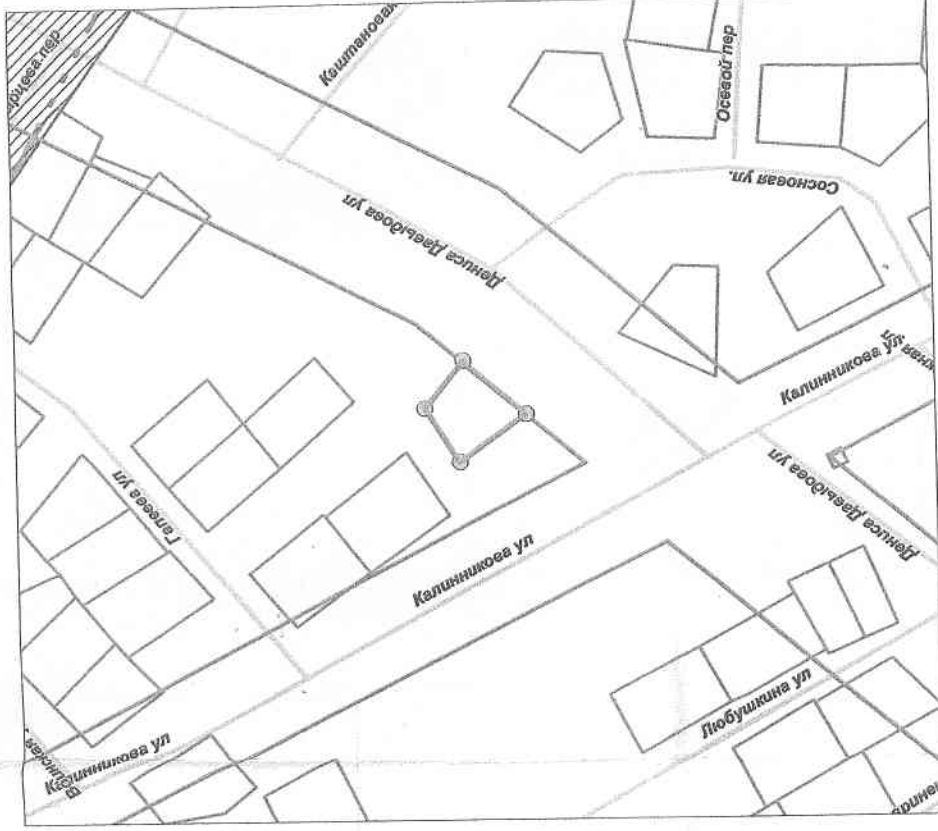 Каштановая
Осевой пер
Сосновая ул.
Дениса Давыдова ул
Калинникова ул
Галеева ул
Дениса Давыдова ул
Калинникова ул
Любушкина ул
Калинникова ул